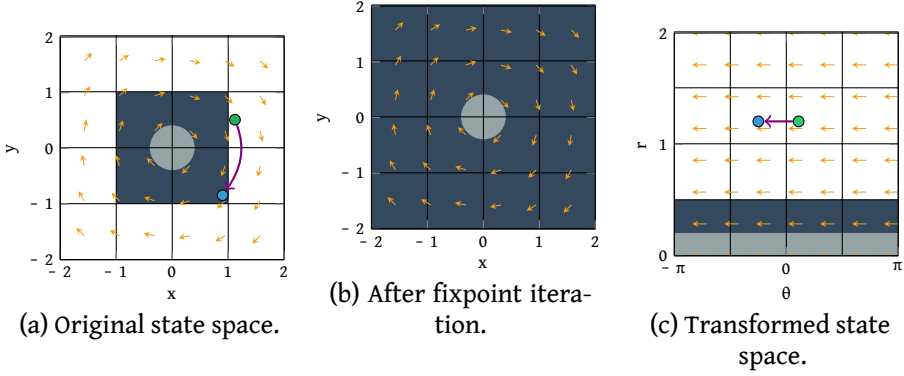 2
1
y
0
− 1
− 2
− 2
− 1
0
1
2
x
(a) Original state space.
2
1
y
0
− 1
− 2
− 2
− 1
0
1
2
x
(b) After fixpoint itera-
tion.
2
r
1
0
− π
0
π
θ
(c) Transformed state
space.